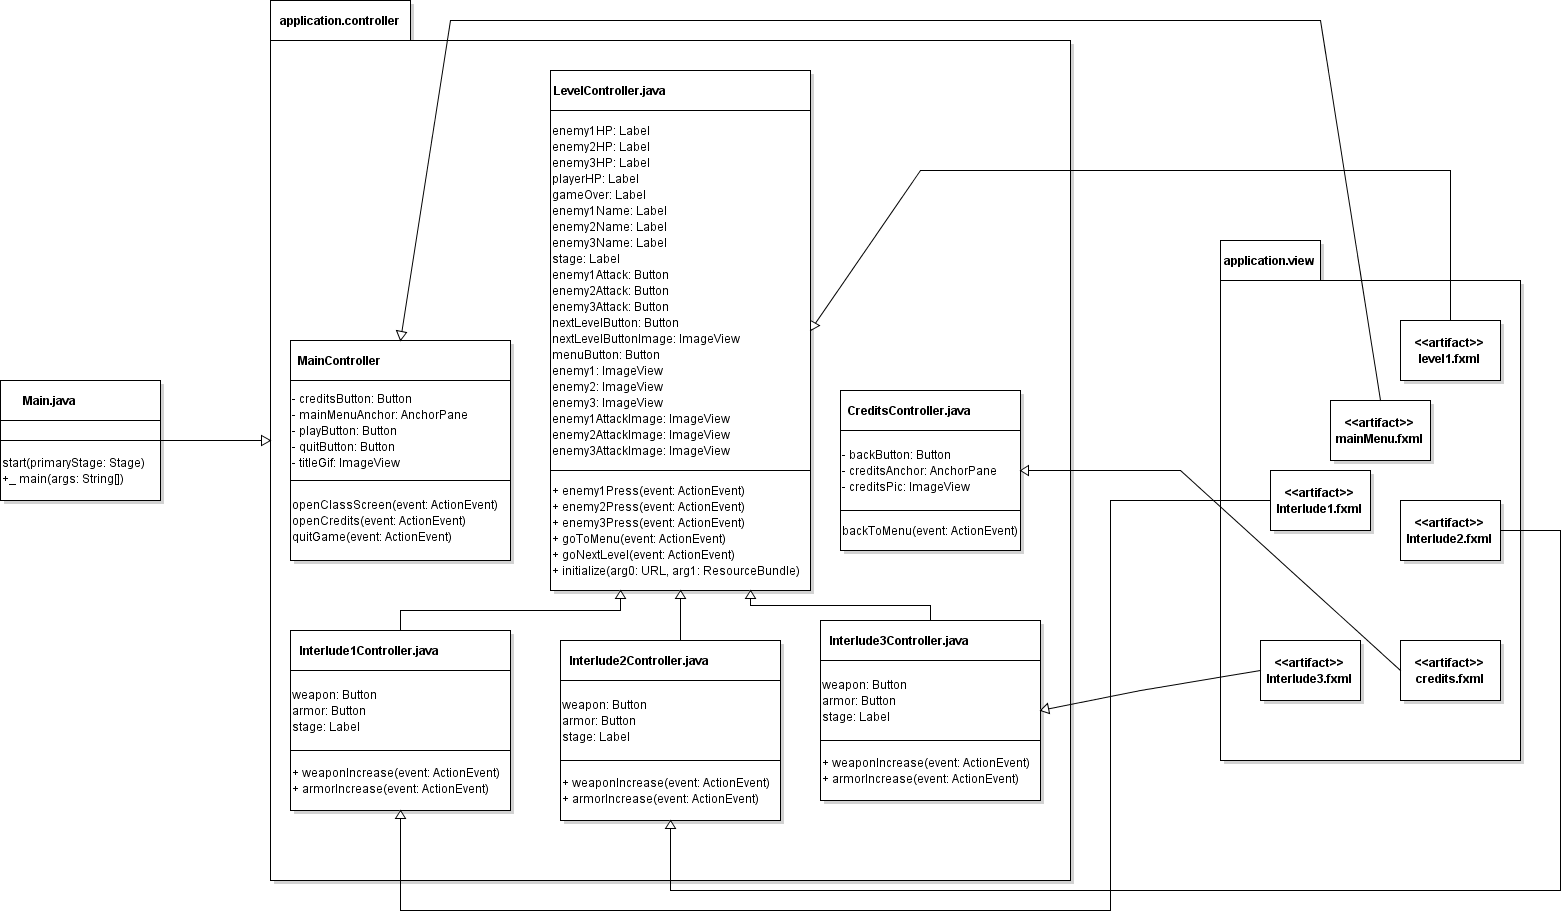 application.controller
LevelController.java
enemy1HP: Label
enemy2HP: Label
enemy3HP: Label
playerHP: Label
gameOver: Label
enemy1Name: Label
enemy2Name: Label
enemy3Name: Label
stage: Label
enemy1Attack: Button
enemy2Attack: Button
enemy3Attack: Button
nextLevelButton: Button
nextLevelButtonImage: ImageView
menuButton: Button
enemy1: ImageView
enemy2: ImageView
enemy3: ImageView
enemy1AttackImage: ImageView
enemy2AttackImage: ImageView
enemy3AttackImage: ImageView
+ enemy1Press(event: ActionEvent)
+ enemy2Press(event: ActionEvent)
+ enemy3Press(event: ActionEvent)
+ goToMenu(event: ActionEvent)
+ goNextLevel(event: ActionEvent)
+ initialize(arg0: URL, arg1: ResourceBundle)
MainController
- creditsButton: Button
- mainMenuAnchor: AnchorPane
- playButton: Button
- quitButton: Button
- titleGif: ImageView
openClassScreen(event: ActionEvent)
openCredits(event: ActionEvent)
quitGame(event: ActionEvent)
Main.java
start(primaryStage: Stage)
+_ main(args: String[])
CreditsController.java
- backButton: Button
- creditsAnchor: AnchorPane
- creditsPic: ImageView
backToMenu(event: ActionEvent)
Interlude1Controller.java
weapon: Button
armor: Button
stage: Label
+ weaponIncrease(event: ActionEvent)
+ armorIncrease(event: ActionEvent)
Interlude2Controller.java
weapon: Button
armor: Button
stage: Label
+ weaponIncrease(event: ActionEvent)
+ armorIncrease(event: ActionEvent)
Interlude3Controller.java
weapon: Button
armor: Button
stage: Label
+ weaponIncrease(event: ActionEvent)
+ armorIncrease(event: ActionEvent)
application.view
<<artifact>>
level1.fxml
<<artifact>>
mainMenu.fxml
<<artifact>>
Interlude1.fxml
<<artifact>>
Interlude2.fxml
<<artifact>>
Interlude3.fxml
<<artifact>>
credits.fxml